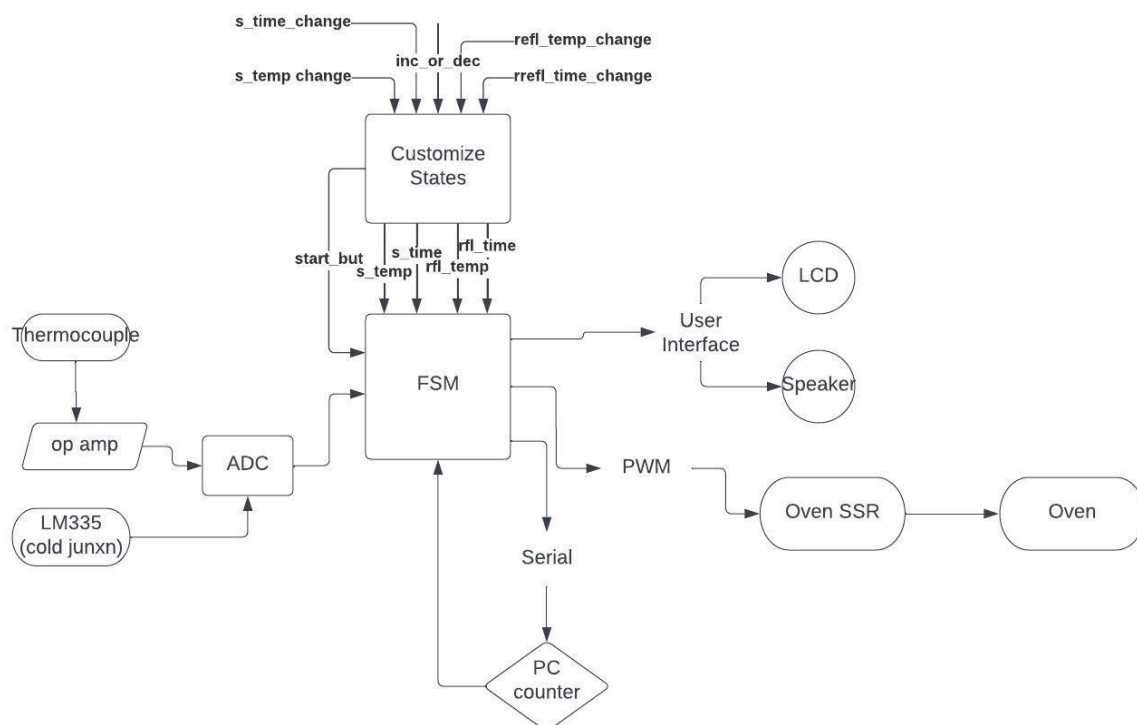 s_time_change
refl_temp_change
inc_or_dec
s_temp change
rrefl_time_change
Customize
States
start_but
s_temp
s_time
rfl_temp
rfl_time
LCD
User
Interface
Speaker
Thermocouple
FSM
op amp
ADC
PWM
LM335
(cold junxn)
Oven SSR
Oven
Serial
PC
counter